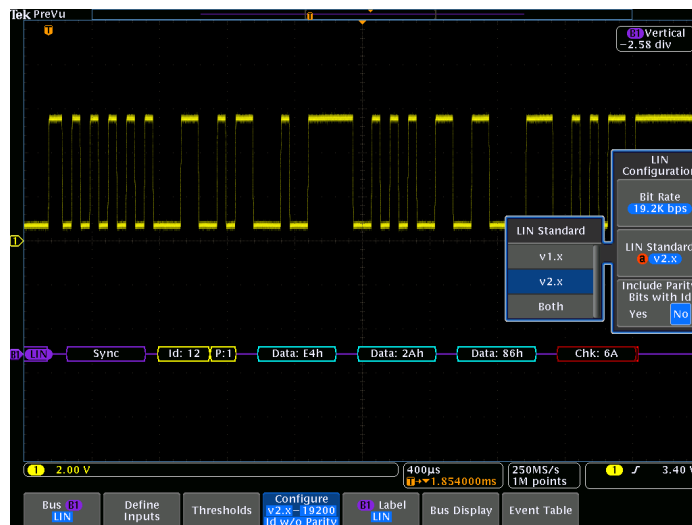 Tek PreVu
T
T
B1 Vertical
-2.58 div
LIN
Configuration
Bit Rate
19.2K bps
LIN Standard
v1.x
v2.x
Both
LIN Standard
a v2.x
Include Parity
Bits with Id
Yes No
1
B1 LIN Sync Id: 12 P:1 Data: E4h Data: 2Ah Data: 86h Chk: 6A
1 2.00 V
400µs
T→▼1.854000ms
250MS/s
1M points
1 3.40 V
Bus B1
LIN
Define
Inputs
Thresholds
Configure
v2.x-19200
Id w/o Parity
B1 Label
LIN
Bus Display
Event Table